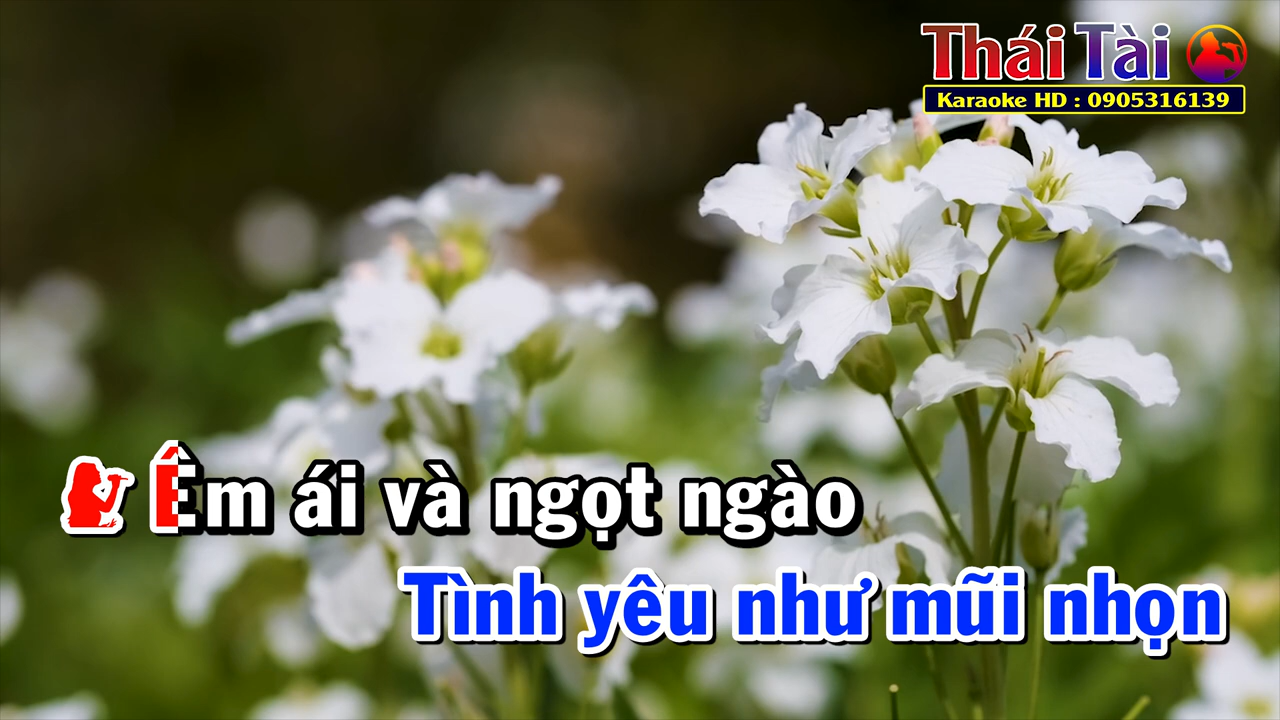 Thái Tài
Karaoke HD : 0905316139
Êm ái và ngọt ngào
Tình yêu như mũi nhọn